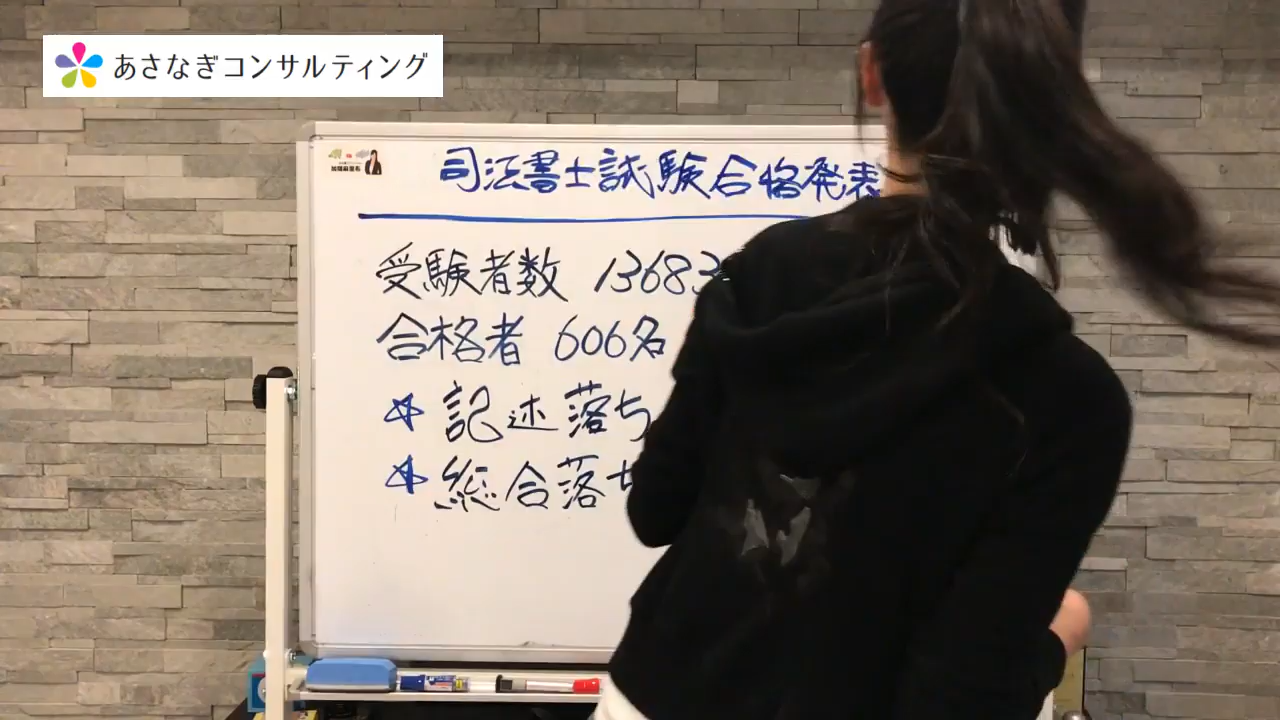 あさなぎコンサルティング
司法書士試験合格発表
受験者数 13683
合格者 606名
☆ 記述落ち
☆ 総合落ち